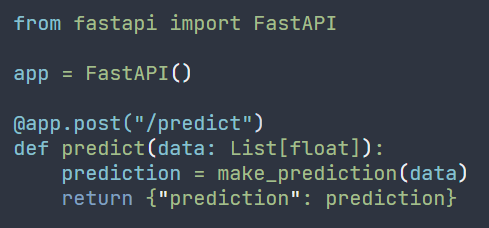 from fastapi import FastAPI
app = FastAPI()
@app.post("/predict")
def predict(data: List[float]):
    prediction = make_prediction(data)
    return {"prediction": prediction}